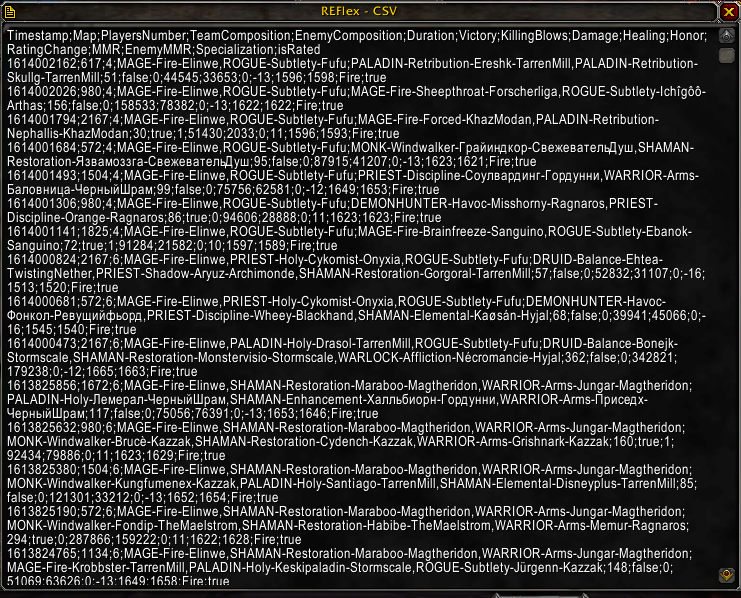 REFlex - CSV
Timestamp;Map;PlayersNumber;TeamComposition;EnemyComposition;Duration;Victory;KillingBlows;Damage;Healing;Honor;
RatingChange;MMR;EnemyMMR;Specialization;isRated
1614002162;617;4;MAGE-Fire-Elinwe,ROGUE-Subtlety-Fufu;PALADIN-Retribution-Ereshk-TarrenMill,PALADIN-Retribution-
Skullg-TarrenMill;51;false;0;44545;33653;0;-13;1596;1598;Fire;true
1614002026;980;4;MAGE-Fire-Elinwe,ROGUE-Subtlety-Fufu;MAGE-Fire-Sheepthroat-Forscherliga,ROGUE-Subtlety-Ichîgôô-
Arthas;156;false;0;158533;78382;0;-13;1622;1622;Fire;true
1614001794;2167;4;MAGE-Fire-Elinwe,ROGUE-Subtlety-Fufu;MAGE-Fire-Forced-KhazModan,PALADIN-Retribution-
Nephallis-KhazModan;30;true;1;51430;2033;0;11;1596;1593;Fire;true
1614001684;572;4;MAGE-Fire-Elinwe,ROGUE-Subtlety-Fufu;MONK-Windwalker-Грайиндкор-СвежевательДуш,SHAMAN-
Restoration-Язвамоззга-СвежевательДуш;95;false;0;87915;41207;0;-13;1623;1621;Fire;true
1614001493;1504;4;MAGE-Fire-Elinwe,ROGUE-Subtlety-Fufu;PRIEST-Discipline-Соулвардинг-Гордунни,WARRIOR-Arms-
Баловница-ЧерныйШрам;99;false;0;75756;62581;0;-12;1649;1653;Fire;true
1614001306;980;4;MAGE-Fire-Elinwe,ROGUE-Subtlety-Fufu;DEMONHUNTER-Havoc-Misshorny-Ragnaros,PRIEST-
Discipline-Orange-Ragnaros;86;true;0;94606;28888;0;11;1623;1623;Fire;true
1614001141;1825;4;MAGE-Fire-Elinwe,ROGUE-Subtlety-Fufu;MAGE-Fire-Brainfreeze-Sanguino,ROGUE-Subtlety-Ebanok-
Sanguino;72;true;1;91284;21582;0;10;1597;1589;Fire;true
1614000824;2167;6;MAGE-Fire-Elinwe,PRIEST-Holy-Cykomist-Onyxia,ROGUE-Subtlety-Fufu;DRUID-Balance-Ehtea-
TwistingNether,PRIEST-Shadow-Aryuz-Archimonde,SHAMAN-Restoration-Gorgoral-TarrenMill;57;false;0;52832;31107;0;-16;
1513;1520;Fire;true
1614000681;572;6;MAGE-Fire-Elinwe,PRIEST-Holy-Cykomist-Onyxia,ROGUE-Subtlety-Fufu;DEMONHUNTER-Havoc-
Фонкол-Ревущийфьорд,PRIEST-Discipline-Wheey-Blackhand,SHAMAN-Elemental-Kaøsán-Hyjal;68;false;0;39941;45066;0;-
16;1545;1540;Fire;true
1614000473;2167;6;MAGE-Fire-Elinwe,PALADIN-Holy-Drasol-TarrenMill,ROGUE-Subtlety-Fufu;DRUID-Balance-Bonejk-
Stormscale,SHAMAN-Restoration-Monstervisio-Stormscale,WARLOCK-Affliction-Nécromancie-Hyjal;362;false;0;342821;
179238;0;-12;1665;1663;Fire;true
1613825856;1672;6;MAGE-Fire-Elinwe,SHAMAN-Restoration-Maraboo-Magtheridon,WARRIOR-Arms-Jungar-Magtheridon;
PALADIN-Holy-Лемерал-ЧерныйШрам,SHAMAN-Enhancement-Халльбиорн-Гордунни,WARRIOR-Arms-Приседх-
ЧерныйШрам;117;false;0;75056;76391;0;-13;1653;1646;Fire;true
1613825632;980;6;MAGE-Fire-Elinwe,SHAMAN-Restoration-Maraboo-Magtheridon,WARRIOR-Arms-Jungar-Magtheridon;
MONK-Windwalker-Brucè-Kazzak,SHAMAN-Restoration-Cydench-Kazzak,WARRIOR-Arms-Grishnark-Kazzak;160;true;1;
92434;79886;0;11;1623;1629;Fire;true
1613825380;1504;6;MAGE-Fire-Elinwe,SHAMAN-Restoration-Maraboo-Magtheridon,WARRIOR-Arms-Jungar-Magtheridon;
MONK-Windwalker-Kungfumenex-Kazzak,PALADIN-Holy-Santiago-TarrenMill,SHAMAN-Elemental-Disneyplus-TarrenMill;85;
false;0;121301;33212;0;-13;1652;1654;Fire;true
1613825190;572;6;MAGE-Fire-Elinwe,SHAMAN-Restoration-Maraboo-Magtheridon,WARRIOR-Arms-Jungar-Magtheridon;
MONK-Windwalker-Fondip-TheMaelstrom,SHAMAN-Restoration-Habibe-TheMaelstrom,WARRIOR-Arms-Memur-Ragnaros;
294;true;0;287866;159222;0;11;1622;1628;Fire;true
1613824765;1134;6;MAGE-Fire-Elinwe,SHAMAN-Restoration-Maraboo-Magtheridon,WARRIOR-Arms-Jungar-Magtheridon;
MAGE-Fire-Krobbster-TarrenMill,PALADIN-Holy-Keskipaladin-Stormscale,ROGUE-Subtlety-Jürgenn-Kazzak;148;false;0;
51069;63626;0;-13;1649;1658;Fire;true